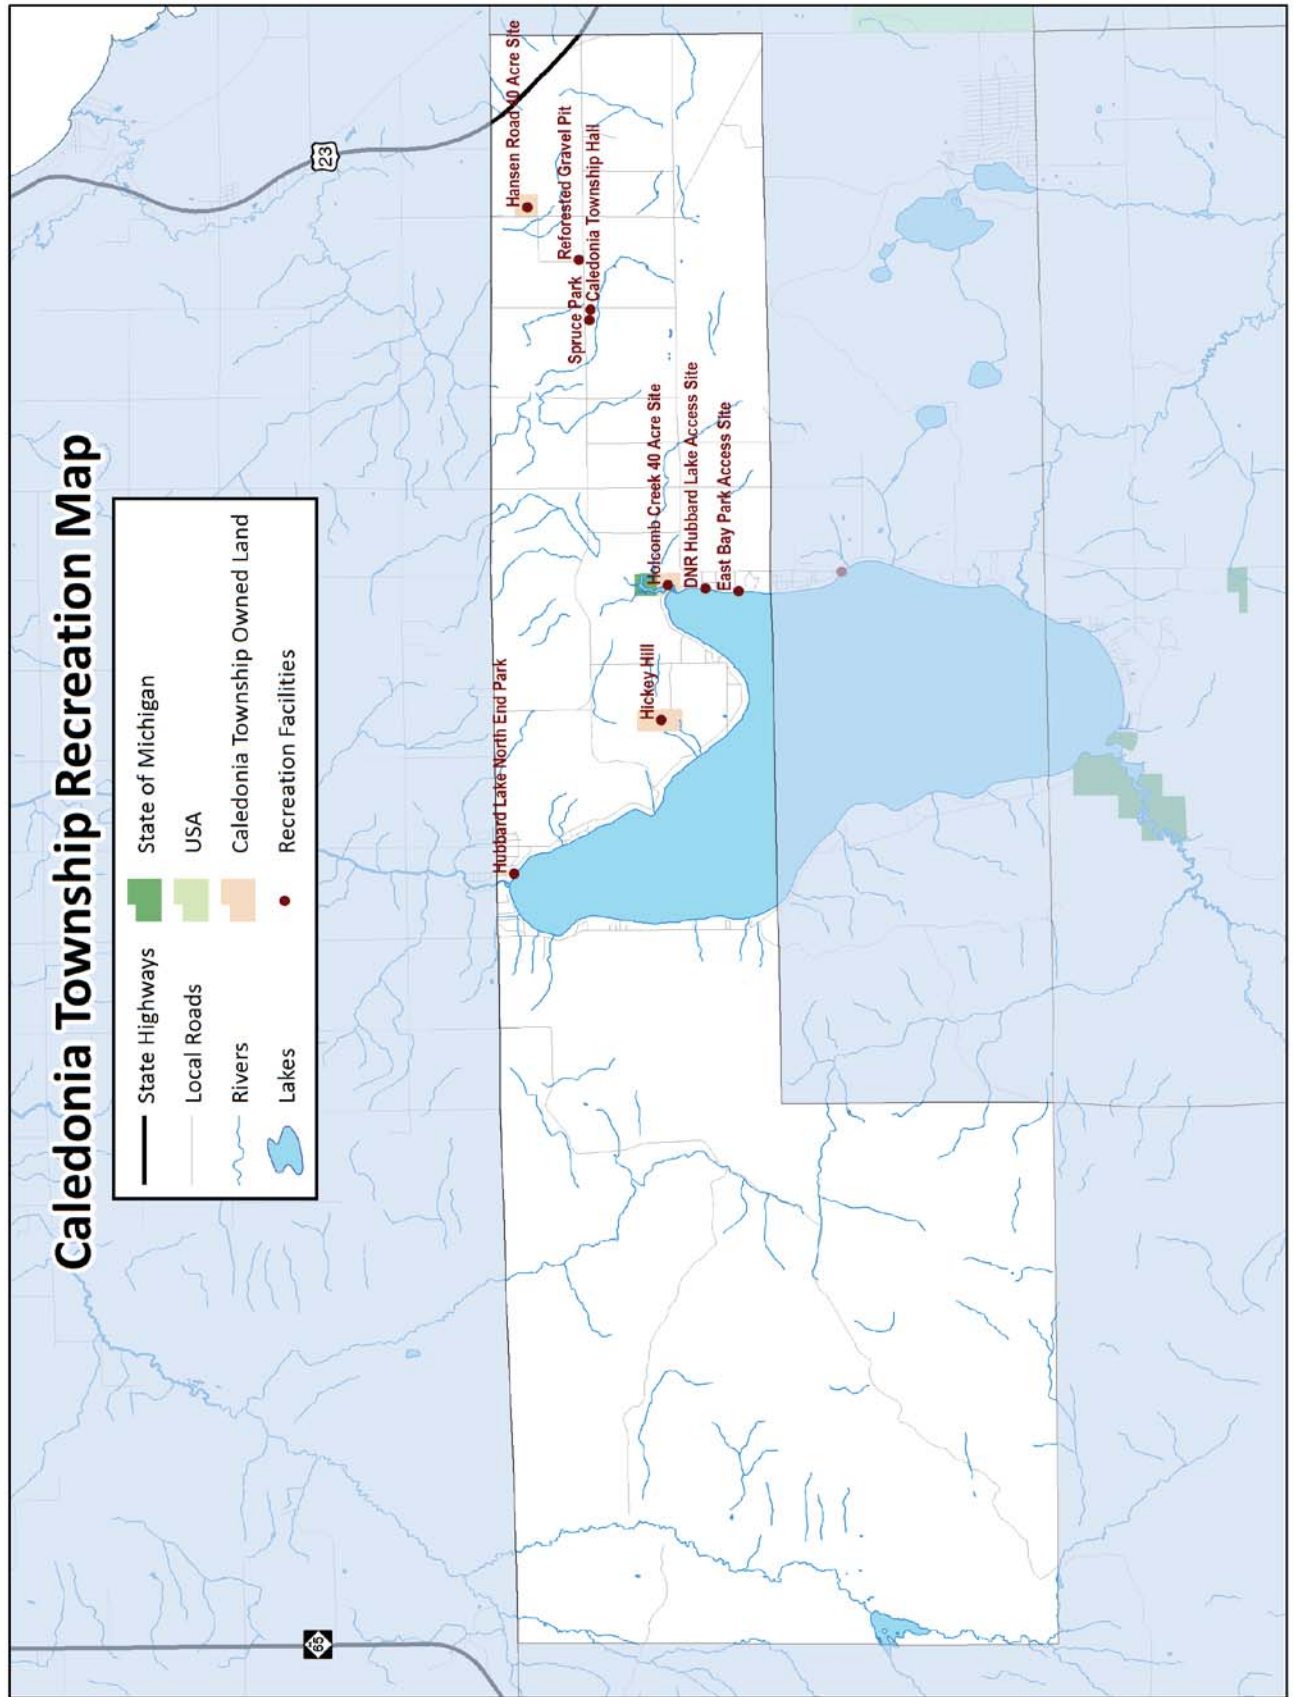 Caledonia Township Recreation Map
State Highways
Local Roads
Rivers
Lakes
State of Michigan
USA
Caledonia Township Owned Land
Recreation Facilities
65
23
Hubbard Lake North End Park
Hickey Hill
Holcomb Creek 40 Acre Site
DNR Hubbard Lake Access Site
East Bay Park Access Site
Spruce Park
Caledonia Township Hall
Reforested Gravel Pit
Hansen Road 40 Acre Site